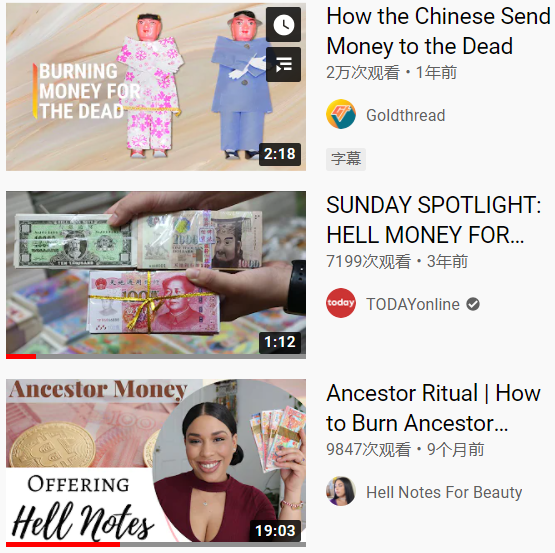 BURNING
MONEY FOR
THE DEAD
2:18
How the Chinese Send
Money to the Dead
2万次观看 • 1年前
Goldthread
字幕
1:12
SUNDAY SPOTLIGHT:
HELL MONEY FOR...
7199次观看 • 3年前
today
TODAYonline
Ancestor Money
OFFERING
Hell Notes
19:03
Ancestor Ritual | How
to Burn Ancestor...
9847次观看 • 9个月前
Hell Notes For Beauty